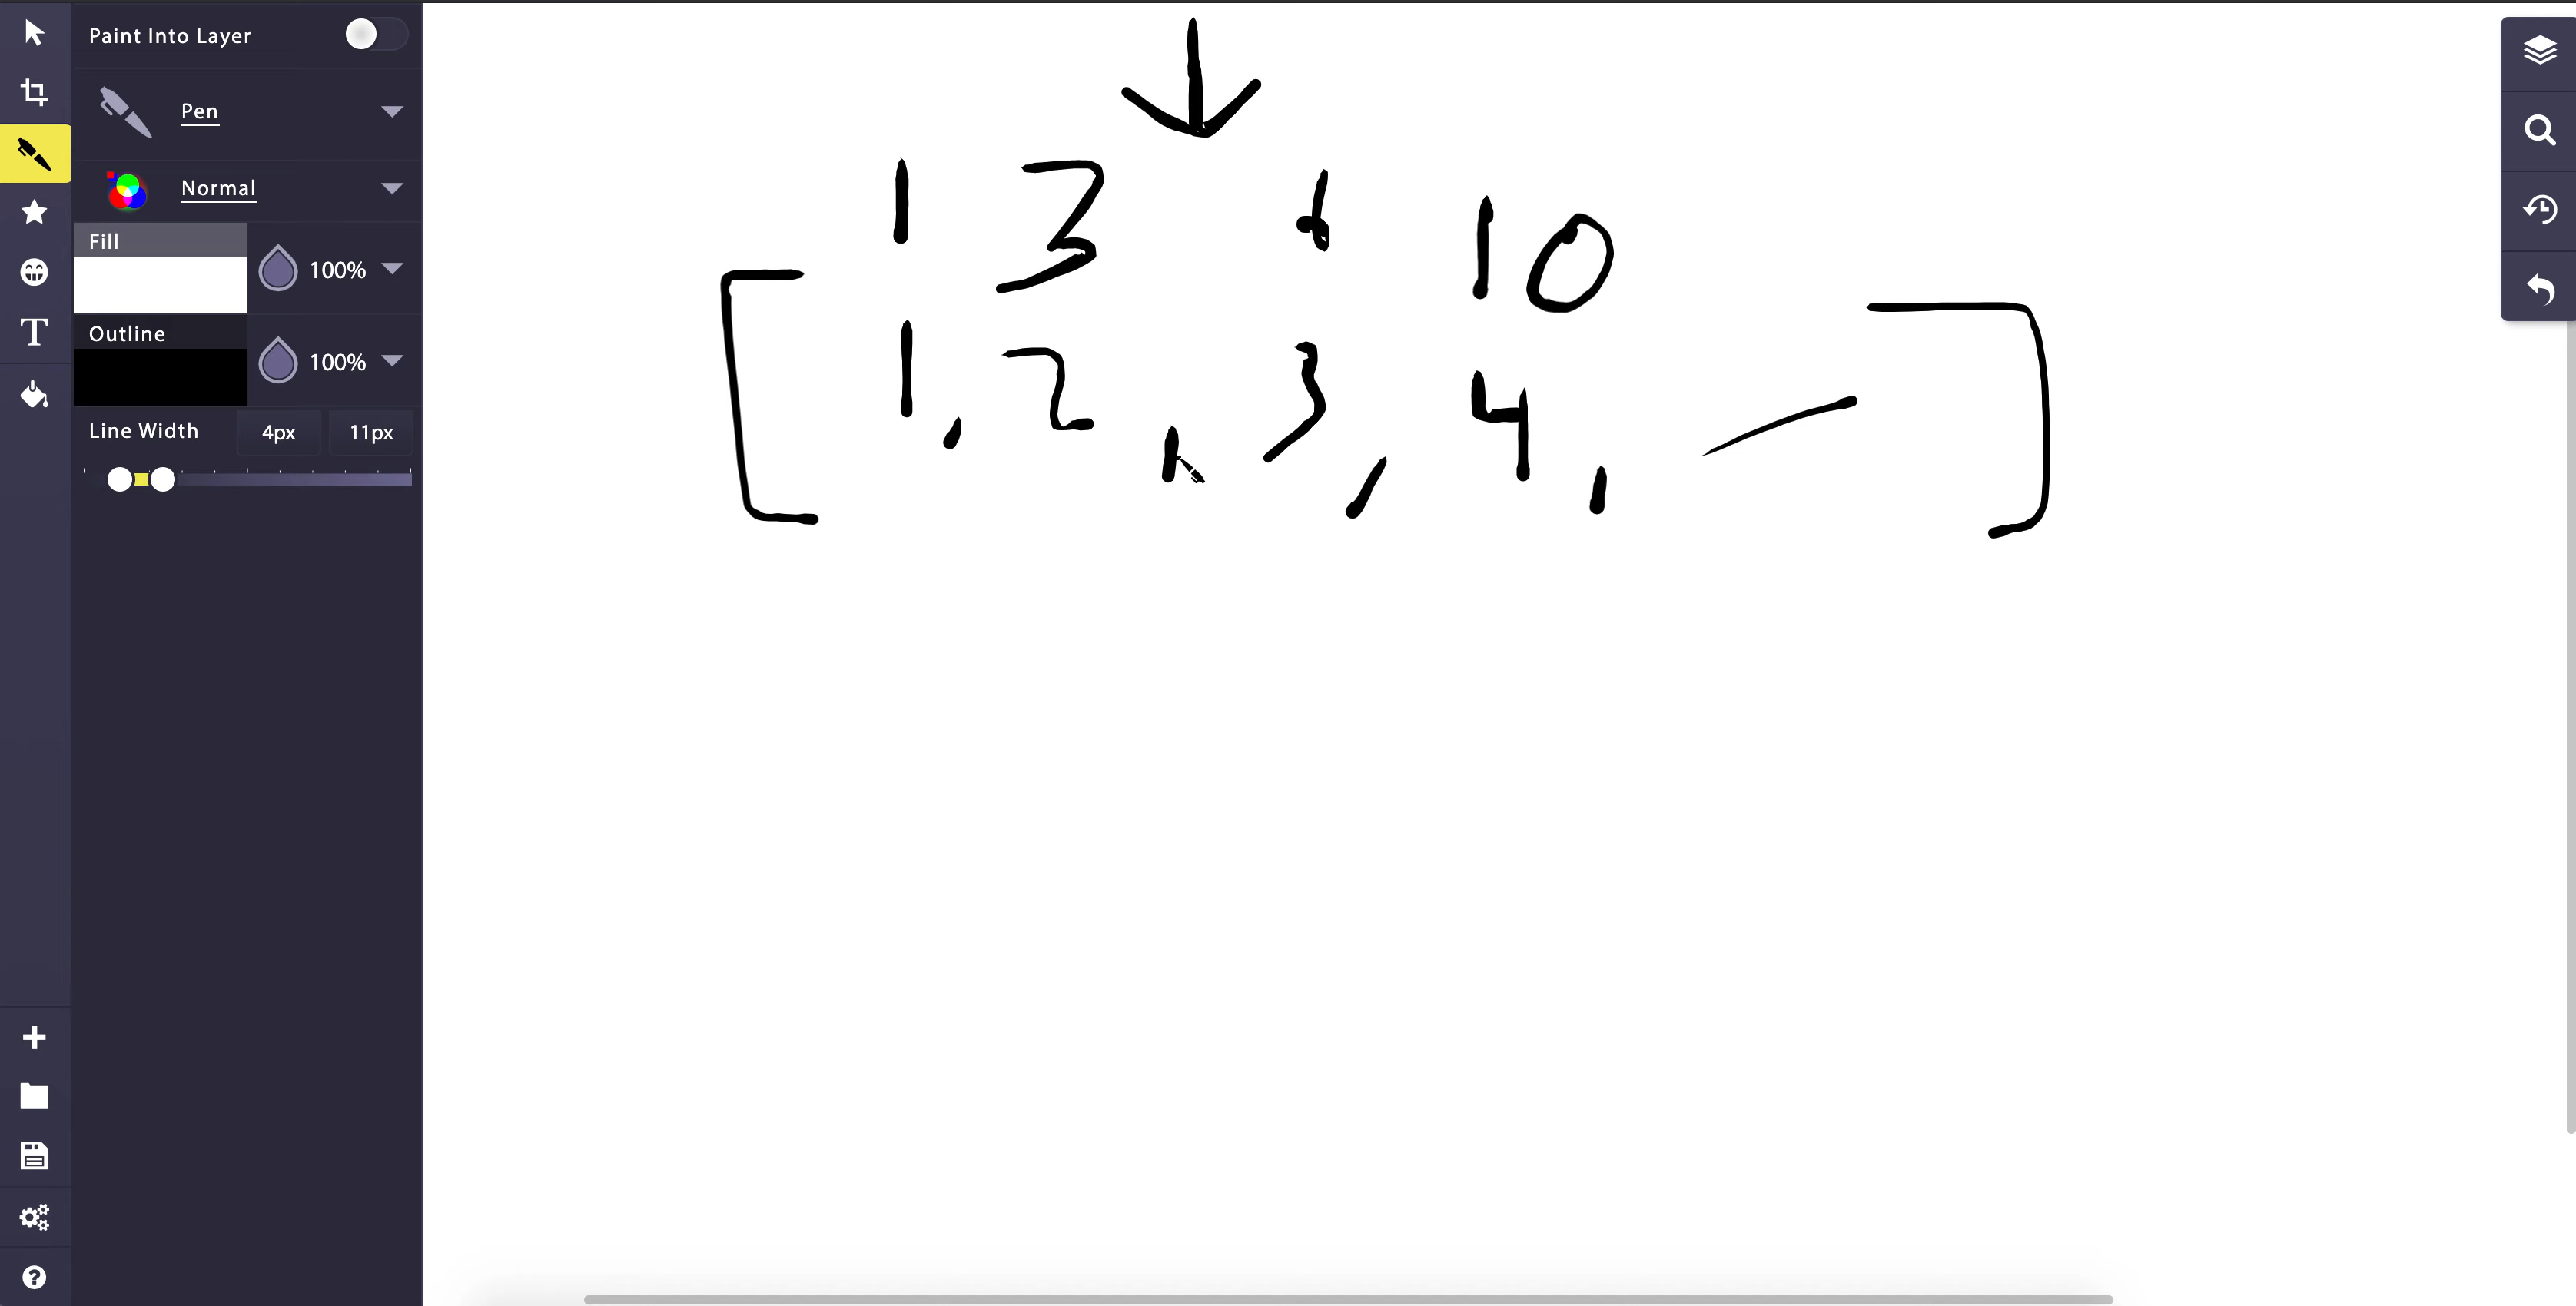 Paint Into Layer
Pen
Normal
Fill
100%
Outline
100%
Line Width 4px 11px
1 3 6 10
[1, 2, 3, 4, — ]